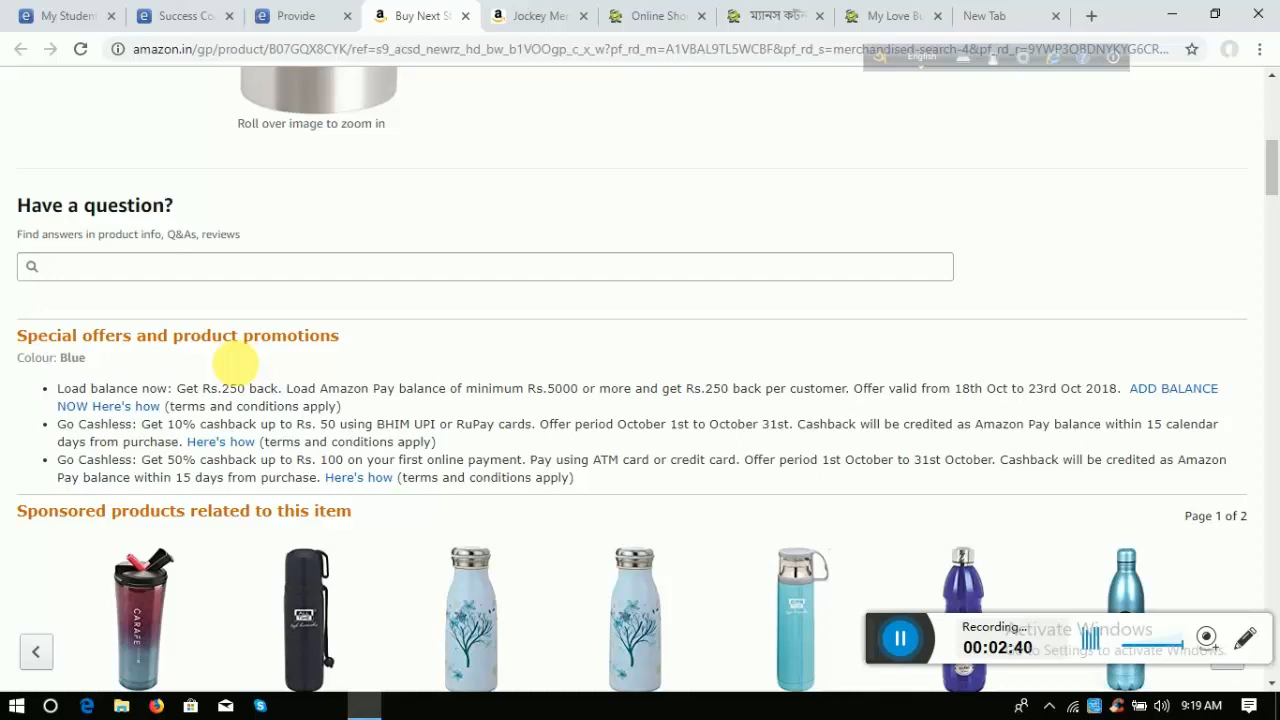 My Student
Success Co
Provide
Buy Next St
Jockey Mer
Online Sho
ম্যানস কটন
My Love Bu
New Tab
amazon.in/gp/product/B07GQX8CYK/ref=s9_acsd_newrz_hd_bw_b1VOOgp_c_x_w?pf_rd_m=A1VBAL9TL5WCBF&pf_rd_s=merchandised-search-4&pf_rd_r=9YWP3QBDNYKYG6CR...
English
Roll over image to zoom in
Have a question?
Find answers in product info, Q&As, reviews
Special offers and product promotions
Colour: Blue
Load balance now: Get Rs.250 back. Load Amazon Pay balance of minimum Rs.5000 or more and get Rs.250 back per customer. Offer valid from 18th Oct to 23rd Oct 2018. ADD BALANCE
NOW Here's how (terms and conditions apply)
Go Cashless: Get 10% cashback up to Rs. 50 using BHIM UPI or RuPay cards. Offer period October 1st to October 31st. Cashback will be credited as Amazon Pay balance within 15 calendar
days from purchase. Here's how (terms and conditions apply)
Go Cashless: Get 50% cashback up to Rs. 100 on your first online payment. Pay using ATM card or credit card. Offer period 1st October to 31st October. Cashback will be credited as Amazon
Pay balance within 15 days from purchase. Here's how (terms and conditions apply)
Sponsored products related to this item
Page 1 of 2
CARAFE
Recording...
00:02:40
Activate Windows
to Settings to activate Windows.
9:19 AM